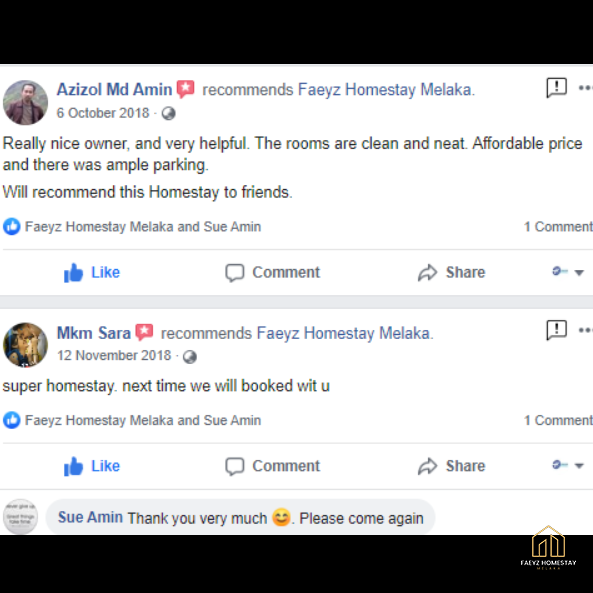 Azizol Md Amin recommends Faeyz Homestay Melaka.
6 October 2018
Really nice owner, and very helpful. The rooms are clean and neat. Affordable price
and there was ample parking.
Will recommend this Homestay to friends.
Faeyz Homestay Melaka and Sue Amin 1 Comment
Like Comment Share
Mkm Sara recommends Faeyz Homestay Melaka.
12 November 2018
super homestay. next time we will booked wit u
Faeyz Homestay Melaka and Sue Amin 1 Comment
Like Comment Share
Sue Amin Thank you very much 😊. Please come again
FAEYZ HOMESTAY
MELAKA